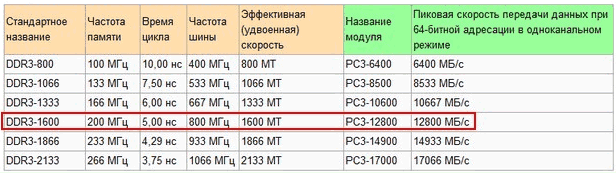 Стандартное название Частота памяти Время цикла Частота шины Эффективная (удвоенная) скорость Название модуля Пиковая скорость передачи данных при 64-битной адресации в одноканальном режиме
DDR3-800 100 МГц 10,00 нс 400 МГц 800 МТ PC3-6400 6400 МБ/с
DDR3-1066 133 МГц 7,50 нс 533 МГц 1066 МТ PC3-8500 8533 МБ/с
DDR3-1333 166 МГц 6,00 нс 667 МГц 1333 МТ PC3-10600 10667 МБ/с
DDR3-1600 200 МГц 5,00 нс 800 МГц 1600 МТ PC3-12800 12800 МБ/с
DDR3-1866 233 МГц 4,29 нс 933 МГц 1866 МТ PC3-14900 14933 МБ/с
DDR3-2133 266 МГц 3,75 нс 1066 МГц 2133 МТ PC3-17000 17066 МБ/с